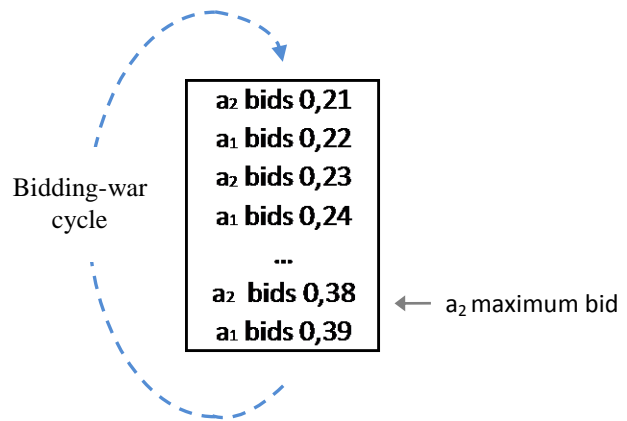 a₂ bids 0,21
a₁ bids 0,22
a₂ bids 0,23
a₁ bids 0,24
...
a₂ bids 0,38
a₁ bids 0,39
Bidding-war
cycle
a₂ maximum bid